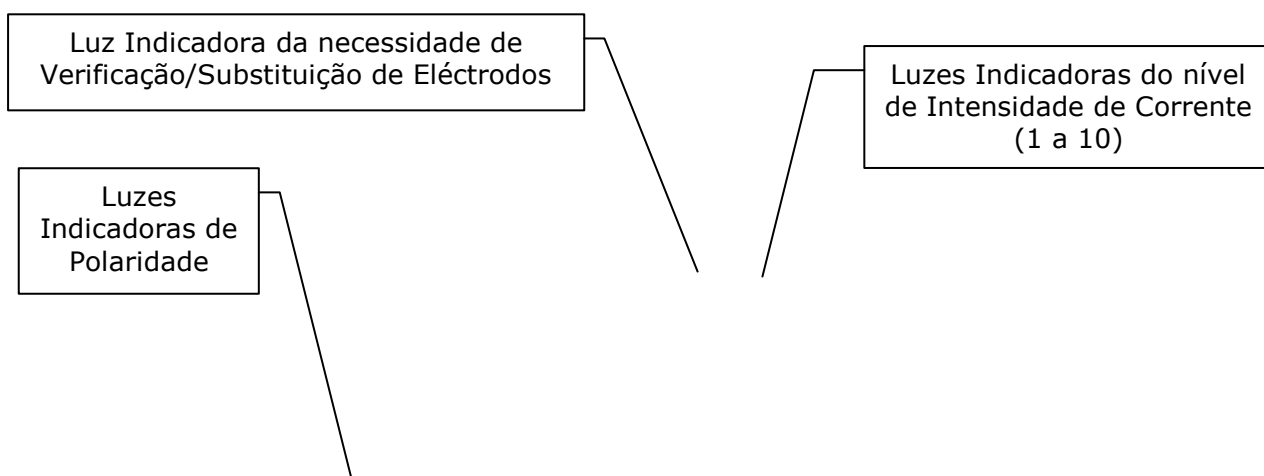 Luz Indicadora da necessidade de
Verificação/Substituição de Eléctrodos
Luzes Indicadoras do nível
de Intensidade de Corrente
(1 a 10)
Luzes
Indicadoras de
Polaridade